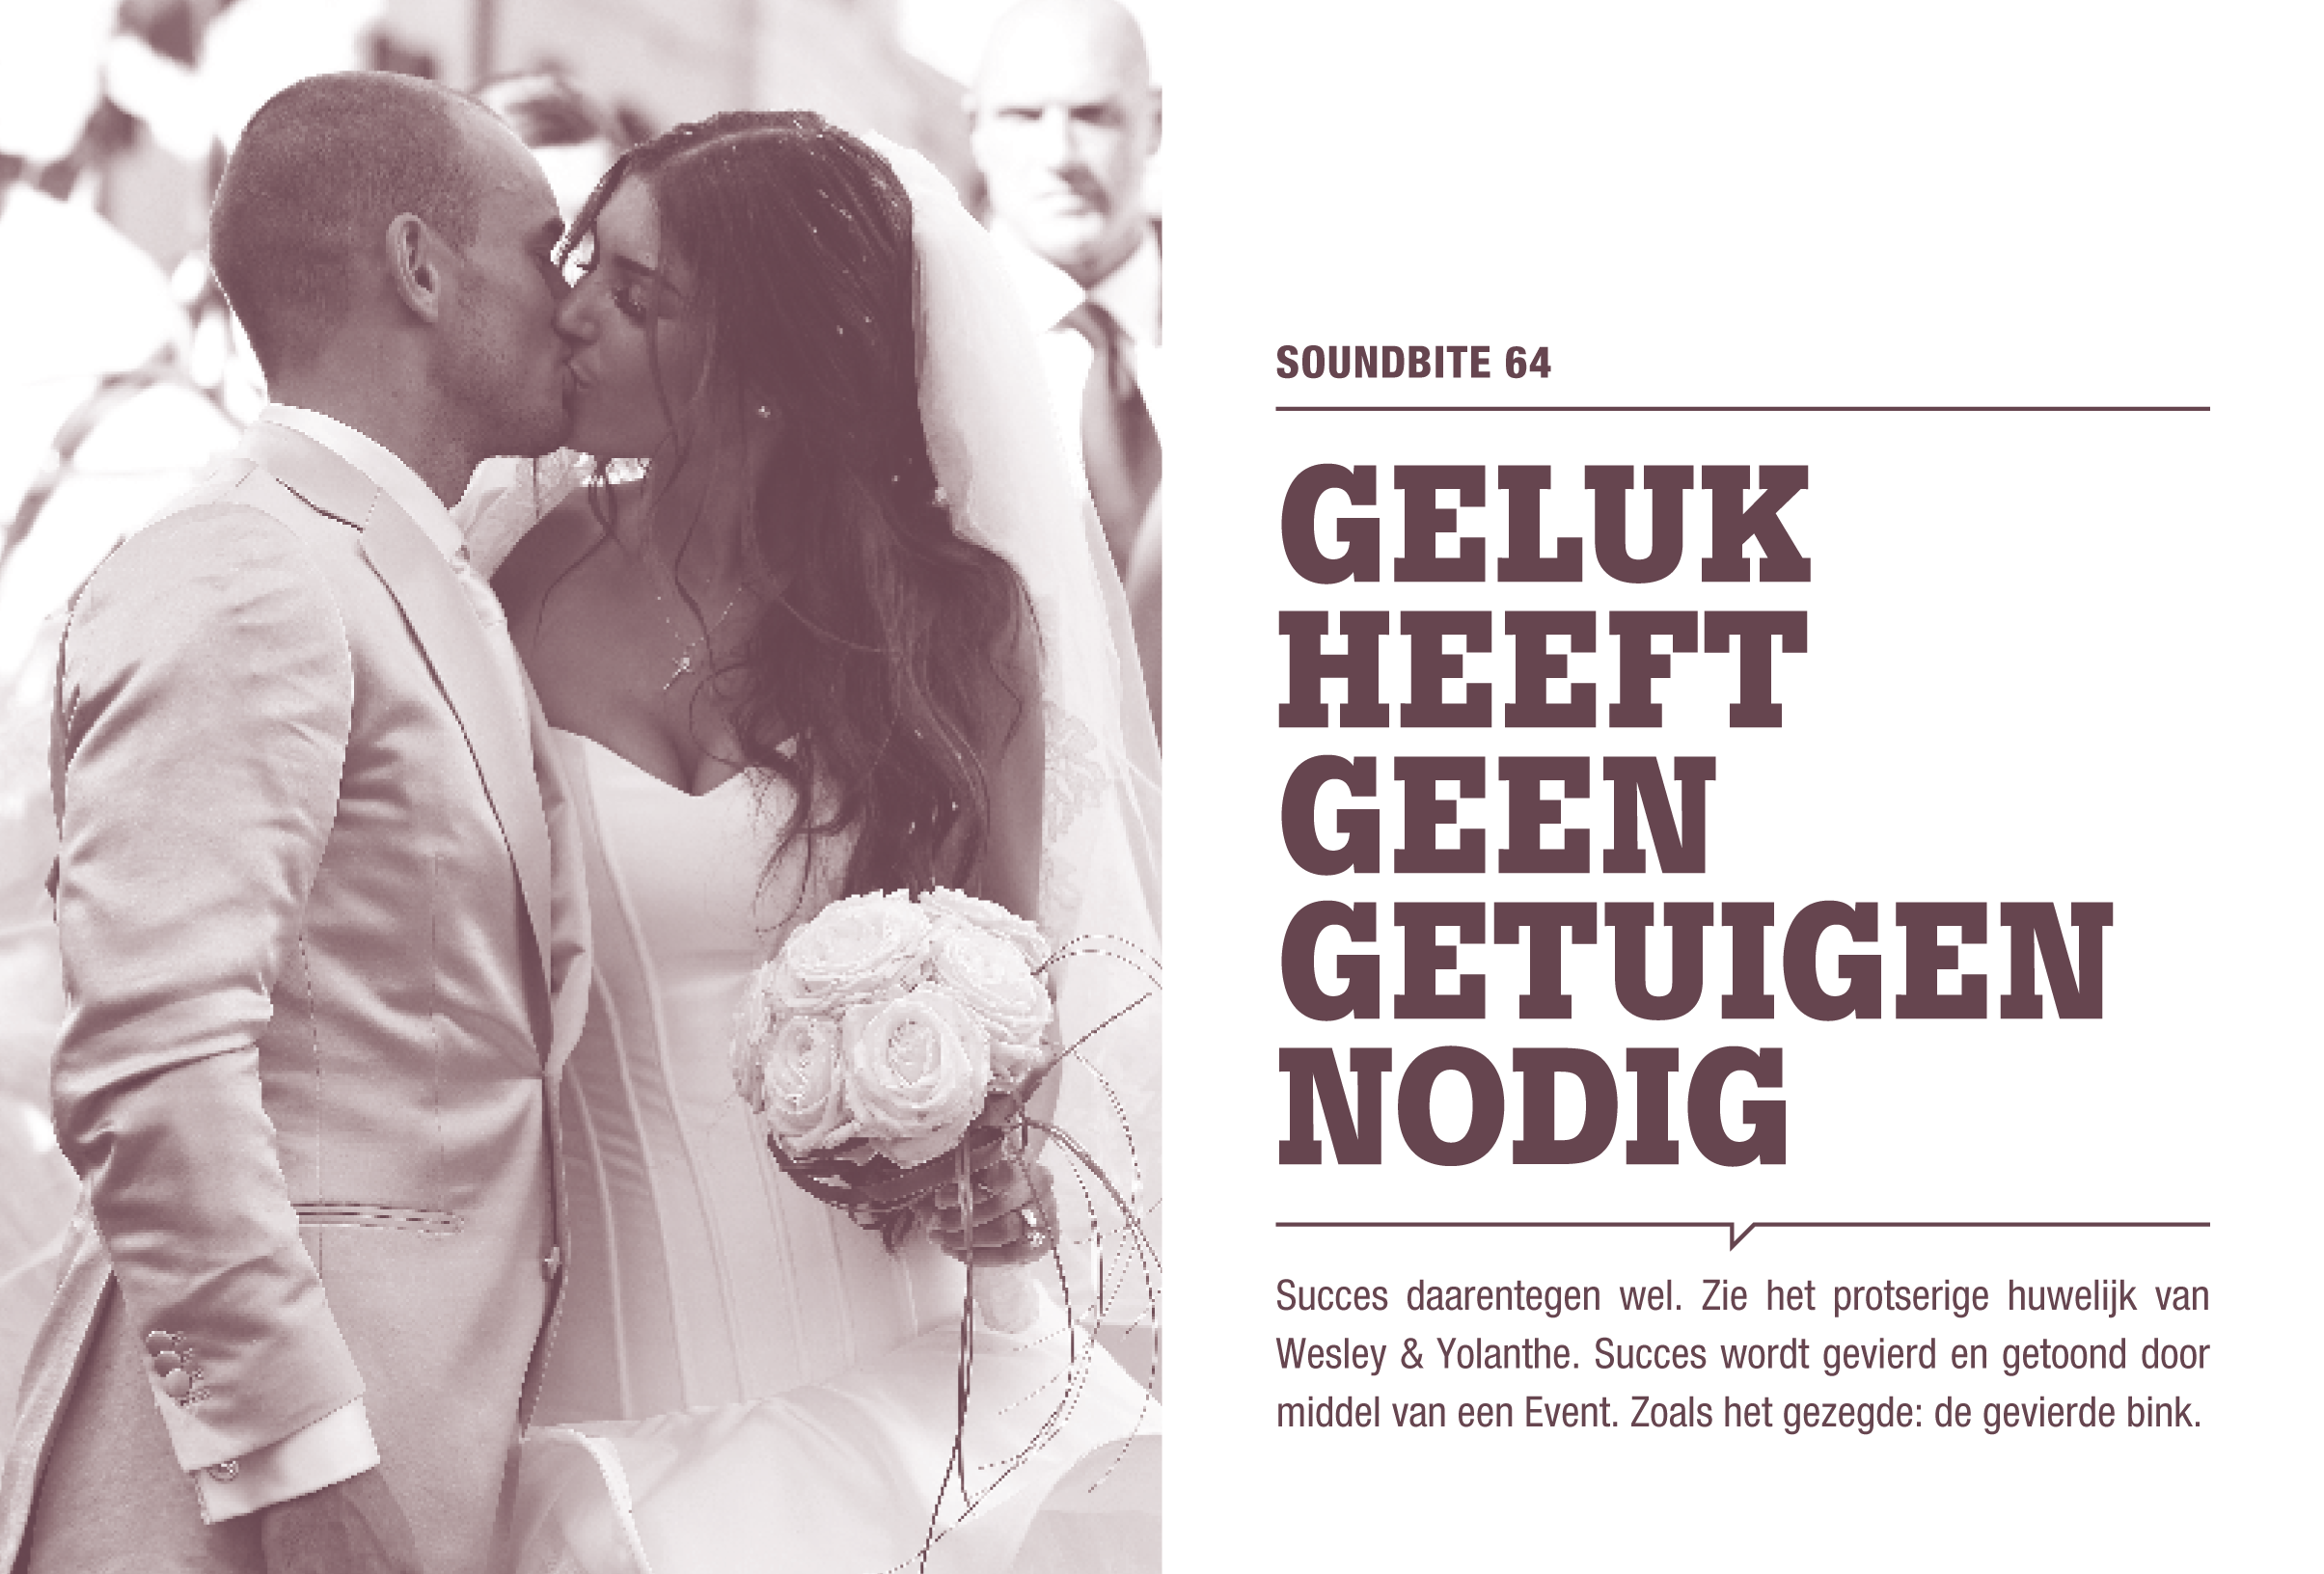 SOUNDBITE 64
GELUK
HEEFT
GEEN
GETUIGEN
NODIG
Succes daarentegen wel. Zie het protserige huwelijk van
Wesley & Yolanthe. Succes wordt gevierd en getoond door
middel van een Event. Zoals het gezegde: de gevierde bink.